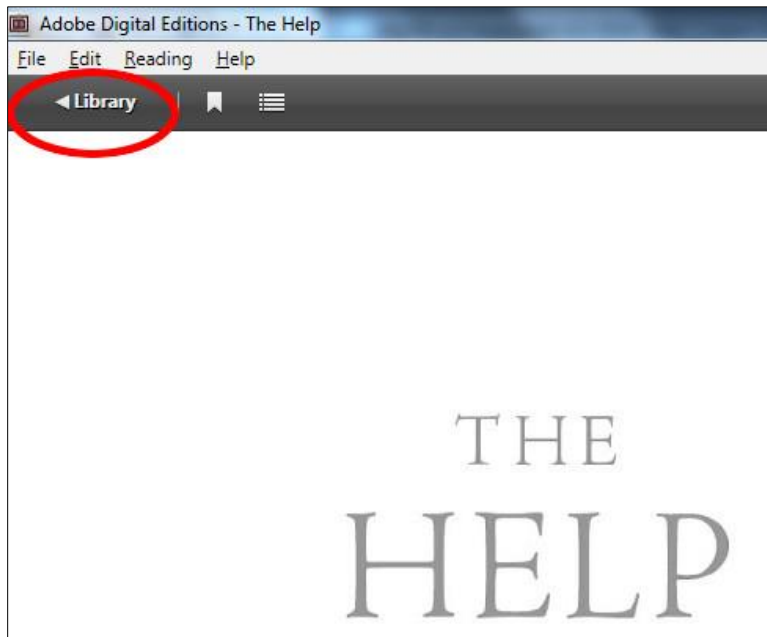 Adobe Digital Editions - The Help
File Edit Reading Help
Library
THE
HELP